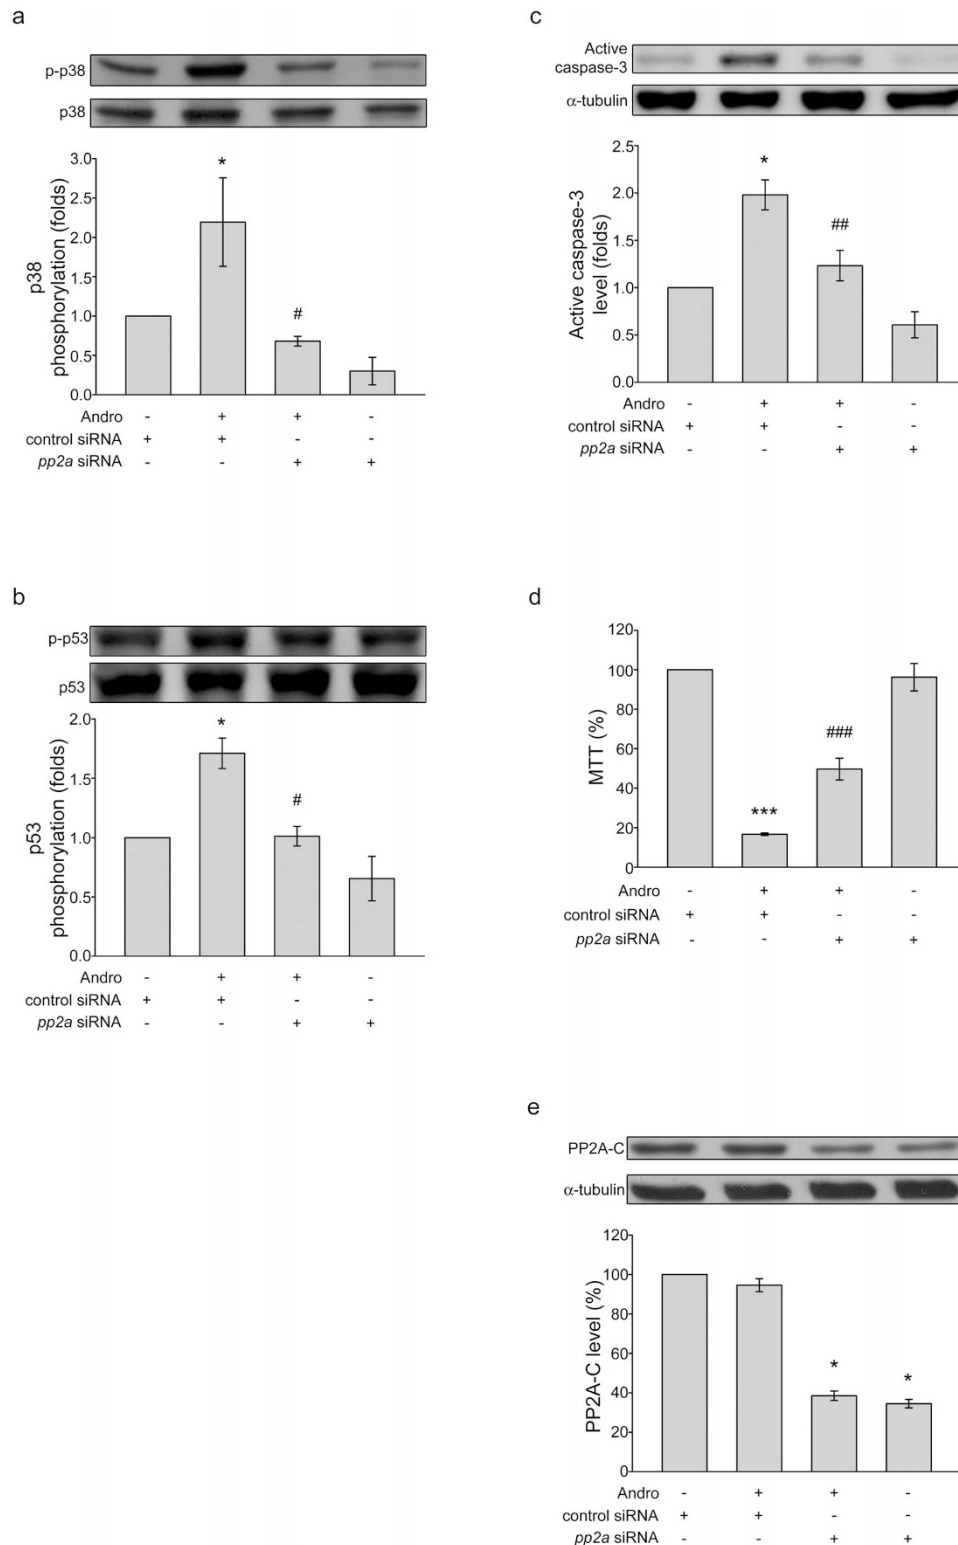 a
p-p38
p38
3.0
2.5
2.0
1.5
1.0
0.5
0.0
p38
phosphorylation (folds)
*
#
Andro - + + -
control siRNA + + - -
pp2a siRNA - - + +
b
p-p53
p53
2.0
1.5
1.0
0.5
0.0
p53
phosphorylation (folds)
*
#
Andro - + + -
control siRNA + + - -
pp2a siRNA - - + +
c
Active
caspase-3
α-tubulin
2.5
2.0
1.5
1.0
0.5
0.0
Active caspase-3
level (folds)
*
##
Andro - + + -
control siRNA + + - -
pp2a siRNA - - + +
d
120
100
80
60
40
20
0
MTT (%)
***
###
Andro - + + -
control siRNA + + - -
pp2a siRNA - - + +
e
PP2A-C
α-tubulin
120
100
80
60
40
20
0
PP2A-C level (%)
*
*
Andro - + + -
control siRNA + + - -
pp2a siRNA - - + +